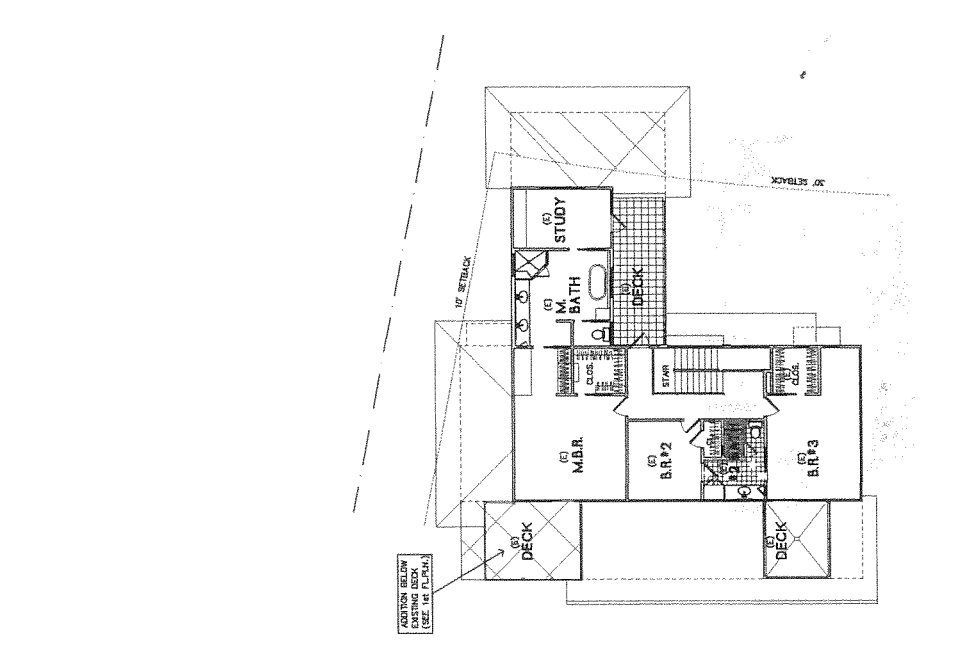 30' SETBACK
10' SETBACK
(E)
STUDY
(E)
M.
BATH
(E)
DECK
CLOS.
STAIR
(E)
CLOS.
(E)
M.B.R.
(E)
B.R.#2
(E)
#2
(E)
B.R.#3
(E)
DECK
(E)
DECK
ADDITION BELOW
EXISTING DECK
(SEE 1st FL.PLN.)